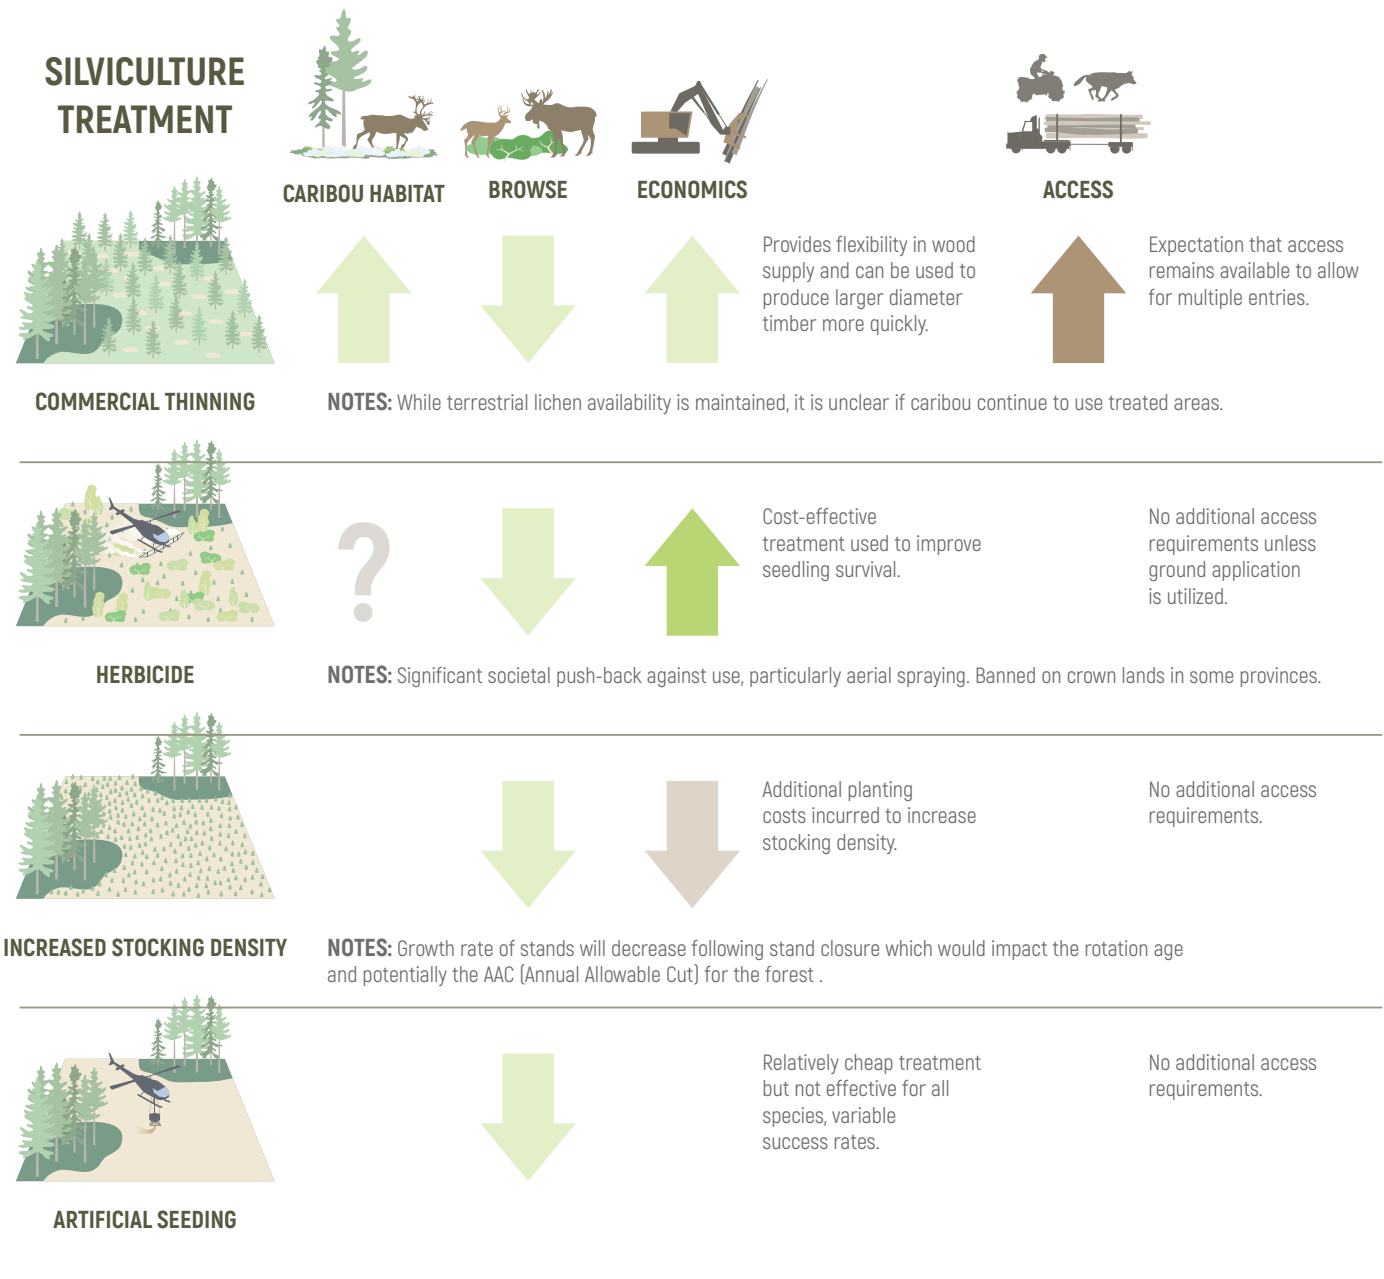 SILVICULTURE
TREATMENT
CARIBOU HABITAT
BROWSE
ECONOMICS
ACCESS
Provides flexibility in wood
supply and can be used to
produce larger diameter
timber more quickly.
Expectation that access
remains available to allow
for multiple entries.
COMMERCIAL THINNING
NOTES: While terrestrial lichen availability is maintained, it is unclear if caribou continue to use treated areas.
?
Cost-effective
treatment used to improve
seedling survival.
No additional access
requirements unless
ground application
is utilized.
HERBICIDE
NOTES: Significant societal push-back against use, particularly aerial spraying. Banned on crown lands in some provinces.
Additional planting
costs incurred to increase
stocking density.
No additional access
requirements.
INCREASED STOCKING DENSITY
NOTES: Growth rate of stands will decrease following stand closure which would impact the rotation age
and potentially the AAC (Annual Allowable Cut) for the forest .
Relatively cheap treatment
but not effective for all
species, variable
success rates.
No additional access
requirements.
ARTIFICIAL SEEDING